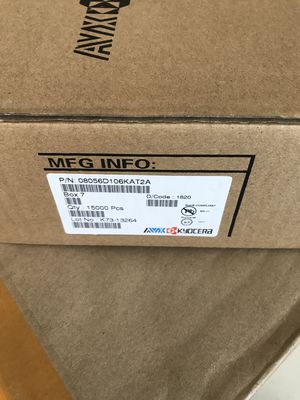 AVX
MFG INFO:
P/N: 08056D106KAT2A
Box 7 D/Code : 1820
Qty : 15000 Pcs
Lot No : K73-13264
AVX KYOCERA